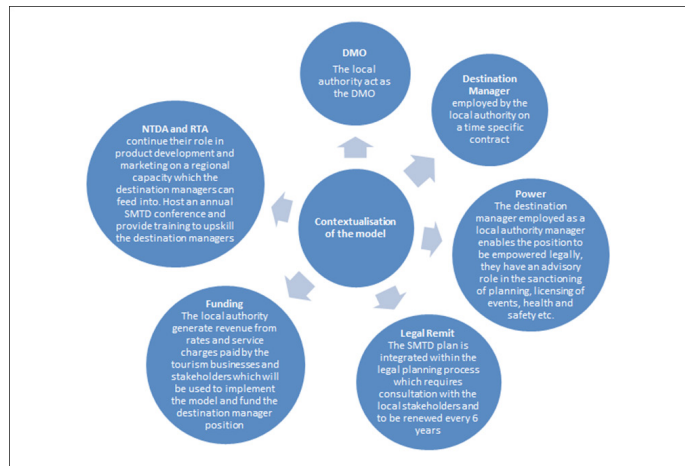 DMO
The local
authority act as
the DMO
Destination
Manager
employed by the
local authority on
a time specific
contract
Power
The destination
manager employed as a
local authority manager
enables the position to
be empowered legally,
they have an advisory
role in the sanctioning
of planning, licensing of
events, health and
safety etc.
Legal Remit
The SMTD plan is
integrated within the
legal planning process
which requires
consultation with the
local stakeholders and to
be renewed every 6
years
Funding
The local authority
generate revenue from
rates and service
charges paid by the
tourism businesses and
stakeholders which will
be used to implement
the model and fund the
destination manager
position
NTDA and RTA
continue their role in
product development and
marketing on a regional
capacity which the
destination managers can
feed into. Host an annual
SMTD conference and
provide training to upskill
the destination managers
Contextualisation
of the model